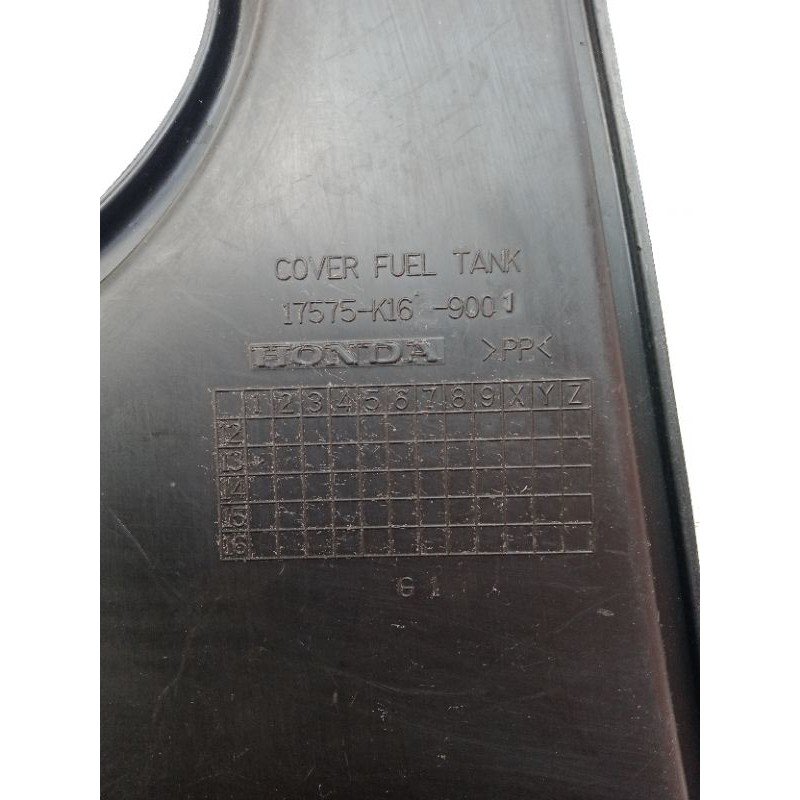 COVER FUEL TANK
17575-K16 -9001
HONDA >PP<
1 2 3 4 5 6 7 8 9 X Y Z
12
13
14
15
16
G 1